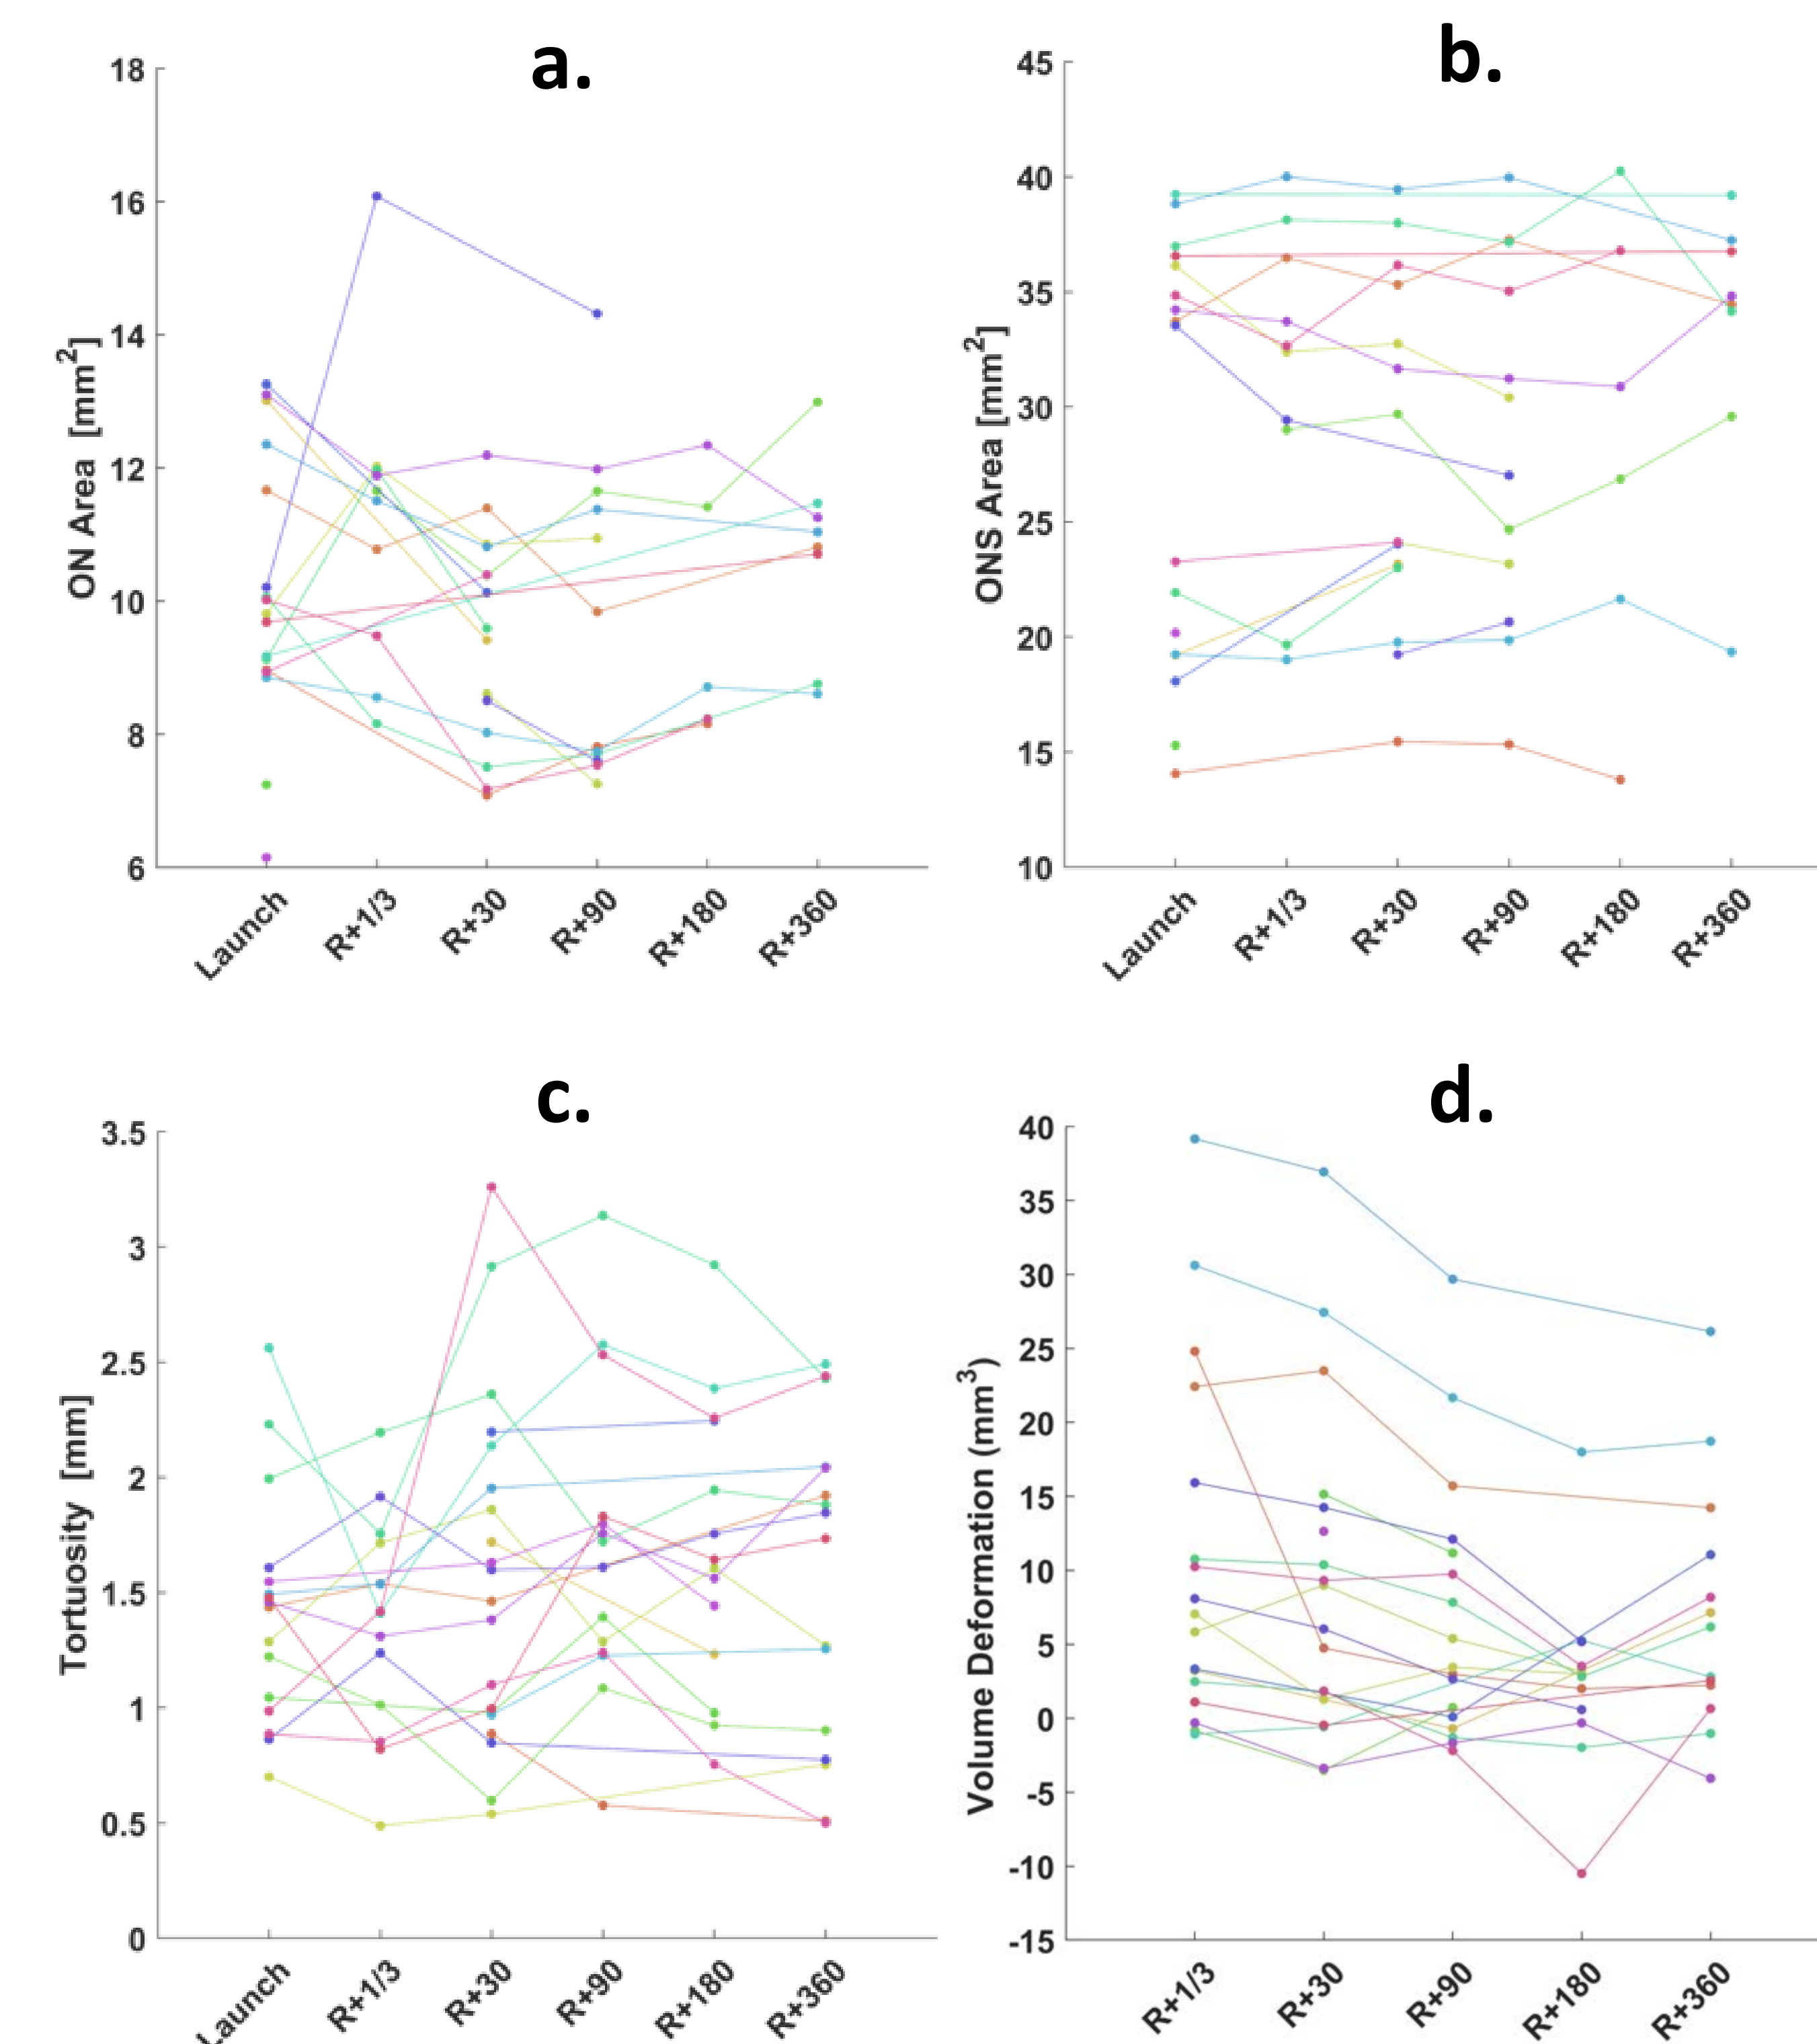 a.
18
16
14
12
10
8
6
ON Area [mm²]
Launch
R+1/3
R+30
R+90
R+180
R+360
b.
45
40
35
30
25
20
15
10
ONS Area [mm²]
Launch
R+1/3
R+30
R+90
R+180
R+360
c.
3.5
3
2.5
2
1.5
1
0.5
0
Tortuosity [mm]
Launch
R+1/3
R+30
R+90
R+180
R+360
d.
40
35
30
25
20
15
10
5
0
-5
-10
-15
Volume Deformation (mm³)
R+1/3
R+30
R+90
R+180
R+360